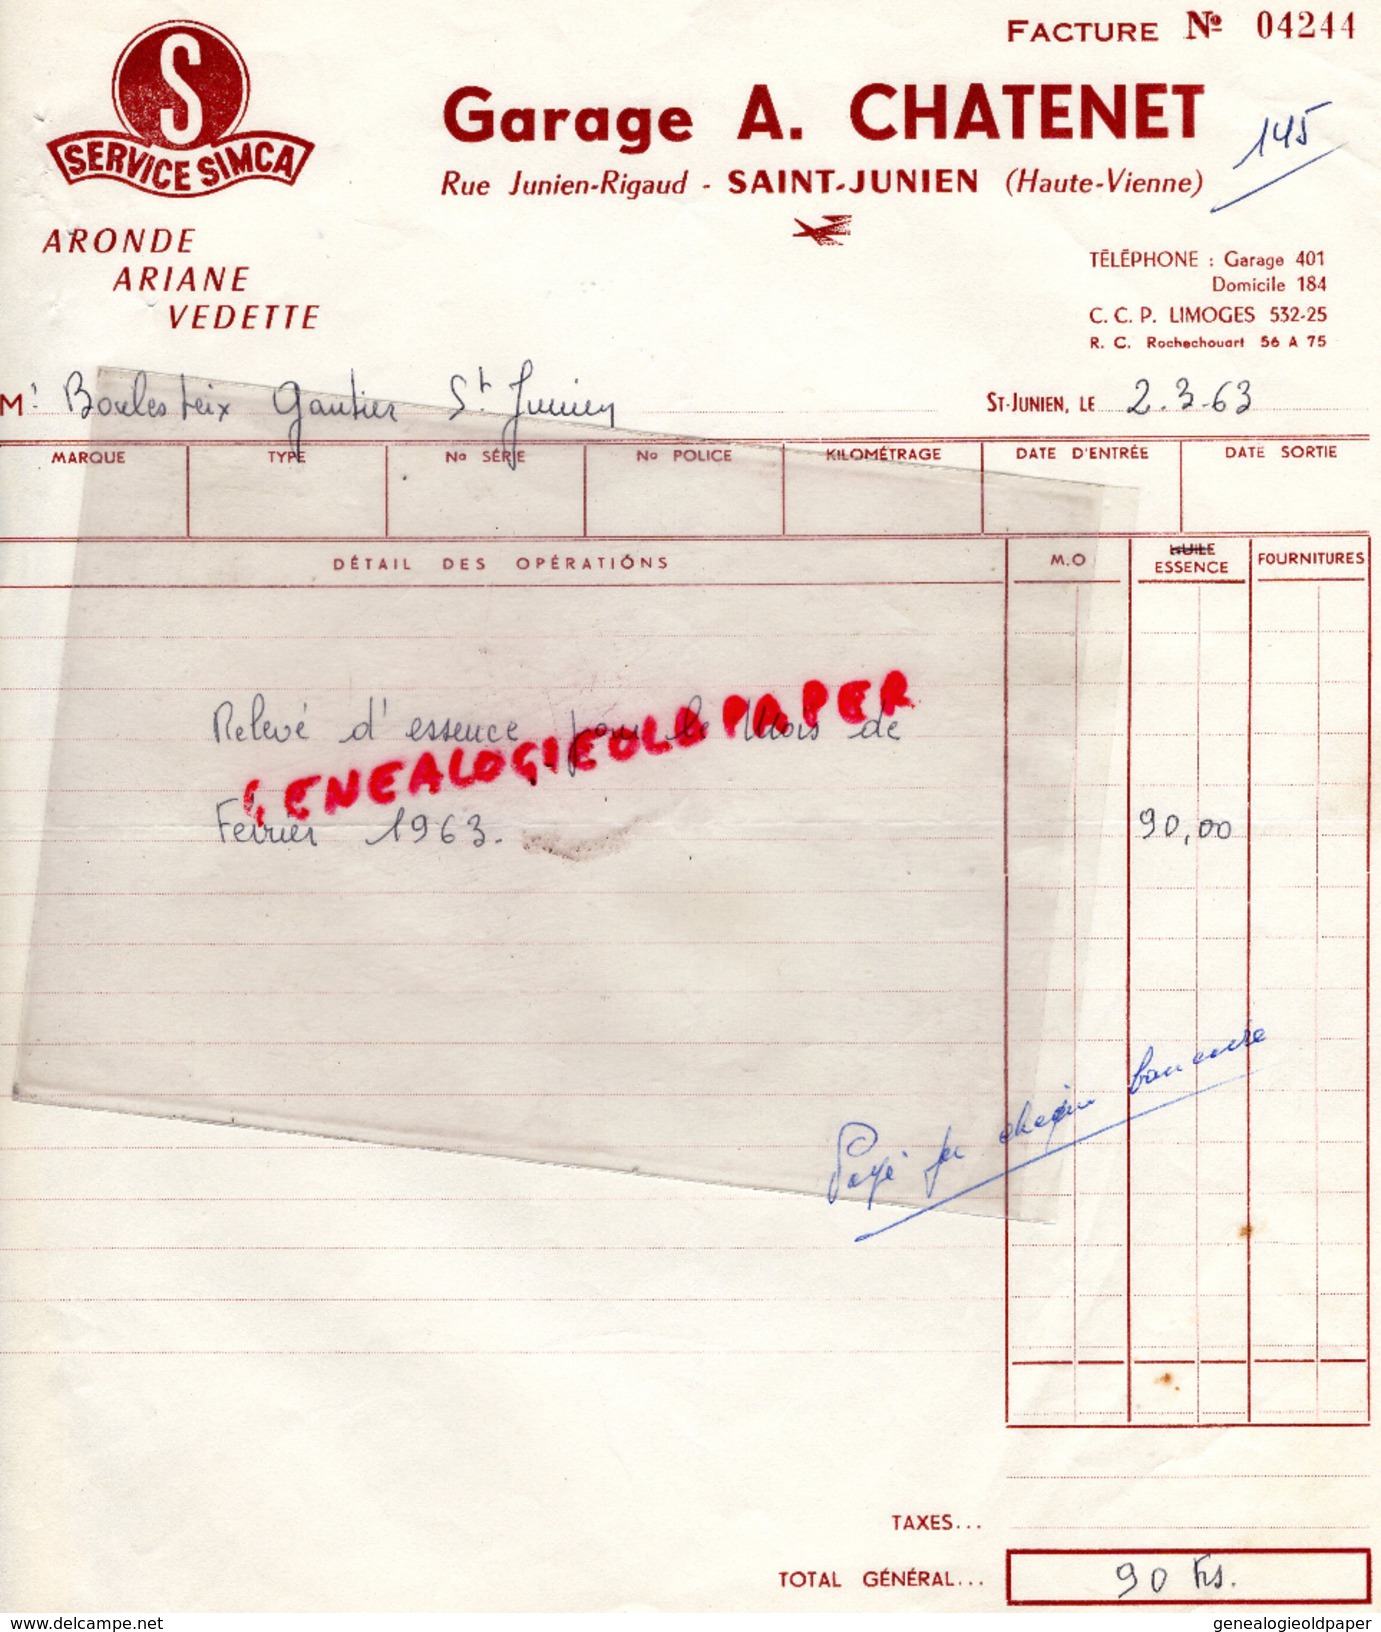 FACTURE Nº 04244
S
SERVICE SIMCA
Garage A. CHATENET
145
Rue Junien-Rigaud - SAINT-JUNIEN (Haute-Vienne)
ARONDE
ARIANE
VEDETTE
TÉLÉPHONE : Garage 401
Domicile 184
C. C. P. LIMOGES 532-25
R. C. Rochechouart 56 A 75
Mr Boulesteix Gautier St Junien
ST-JUNIEN, LE 2.3.63
MARQUE TYPE No SÉRIE No POLICE KILOMÉTRAGE DATE D'ENTRÉE DATE SORTIE
DÉTAIL DES OPÉRATIONS M.O HUILE ESSENCE FOURNITURES
Relevé d'essence pour le Mois de
GENEALOGIEOLDPAPER
Février 1963. 90,00
Payé par chèque bancaire
TAXES...
TOTAL GÉNÉRAL... 90 Frs.
www.delcampe.net
genealogieoldpaper